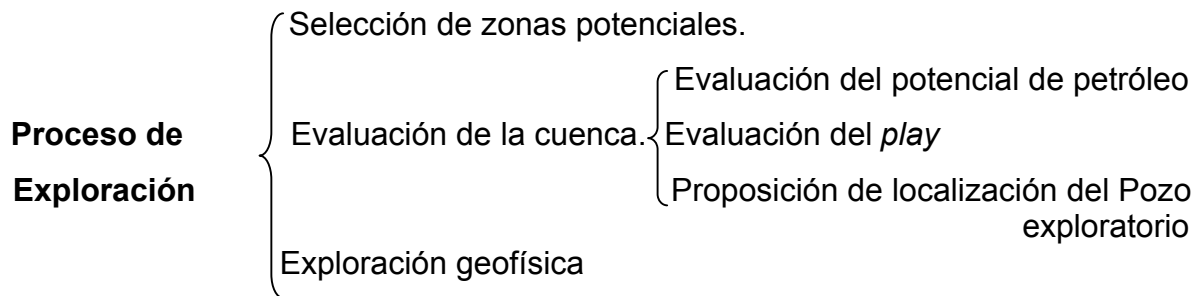 Proceso de
Exploración
Selección de zonas potenciales.
Evaluación de la cuenca.
Evaluación del potencial de petróleo
Evaluación del play
Proposición de localización del Pozo
exploratorio
Exploración geofísica